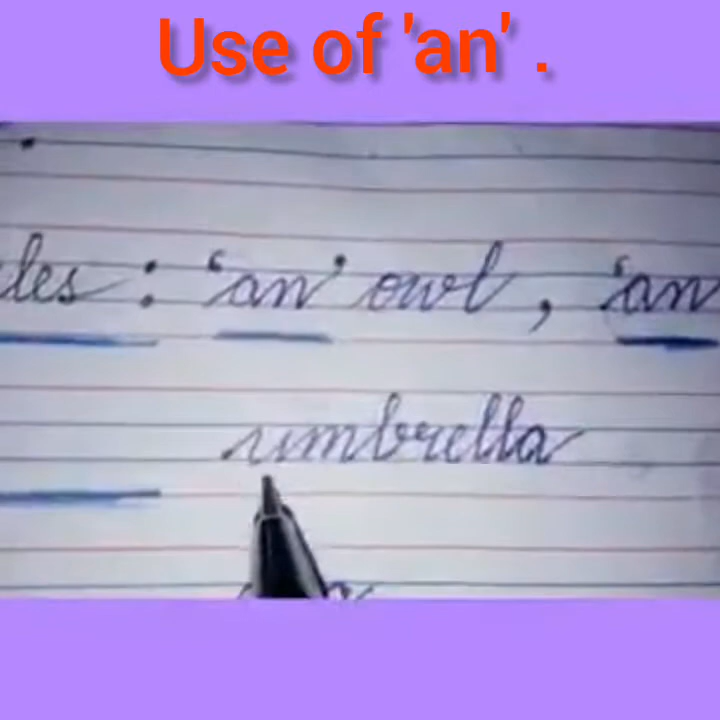 Use of 'an' .
les : 'an' owl , 'an
umbrella